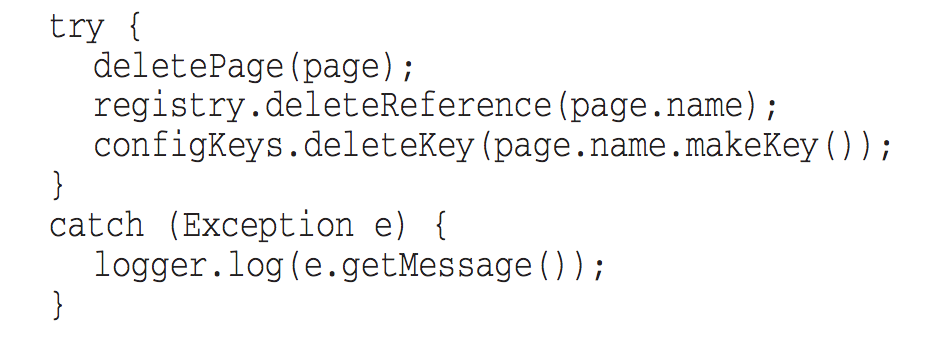 try {
deletePage(page);
registry.deleteReference(page.name);
configKeys.deleteKey(page.name.makeKey());
}
catch (Exception e) {
logger.log(e.getMessage());
}